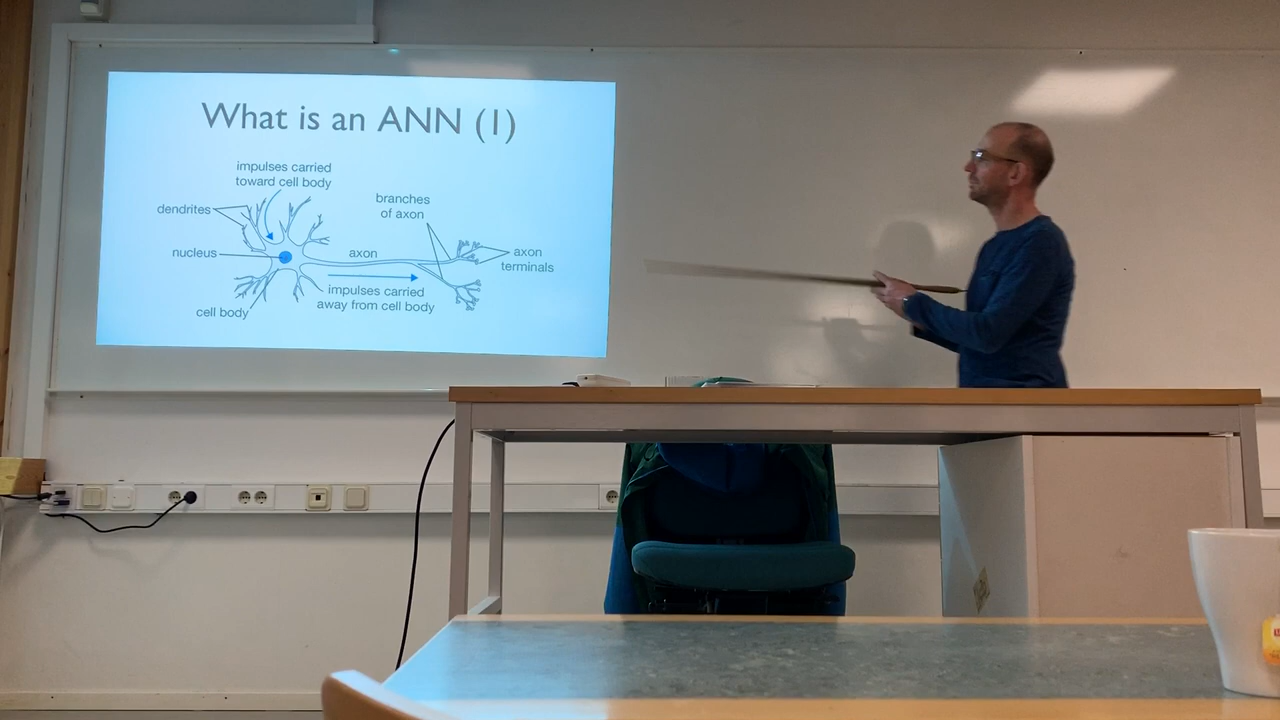 What is an ANN (1)
impulses carried
toward cell body
branches
of axon
dendrites
nucleus
axon
axon
terminals
impulses carried
away from cell body
cell body